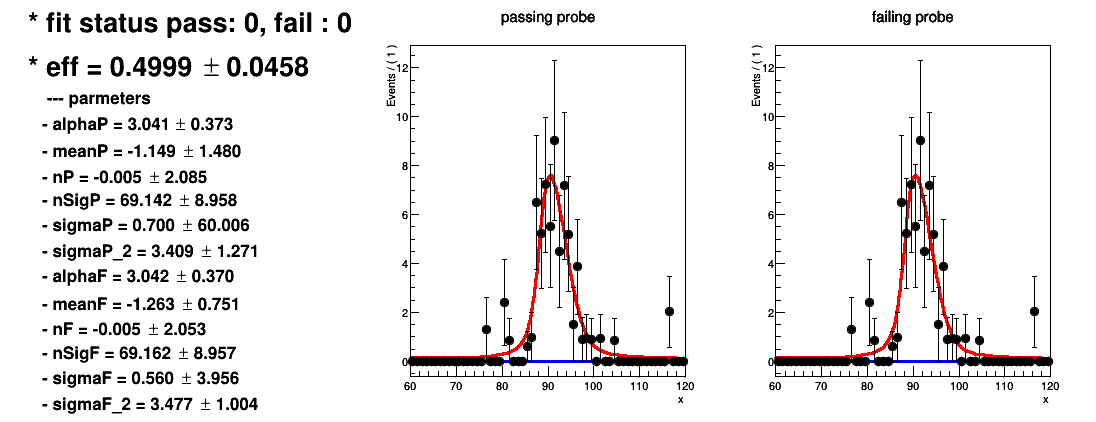 * fit status pass: 0, fail : 0
* eff = 0.4999 ± 0.0458
--- parmeters
- alphaP = 3.041 ± 0.373
- meanP = -1.149 ± 1.480
- nP = -0.005 ± 2.085
- nSigP = 69.142 ± 8.958
- sigmaP = 0.700 ± 60.006
- sigmaP_2 = 3.409 ± 1.271
- alphaF = 3.042 ± 0.370
- meanF = -1.263 ± 0.751
- nF = -0.005 ± 2.053
- nSigF = 69.162 ± 8.957
- sigmaF = 0.560 ± 3.956
- sigmaF_2 = 3.477 ± 1.004
passing probe
Events / ( 1 )
12
10
8
6
4
2
0
60 70 80 90 100 110 120
x
failing probe
Events / ( 1 )
12
10
8
6
4
2
0
60 70 80 90 100 110 120
x